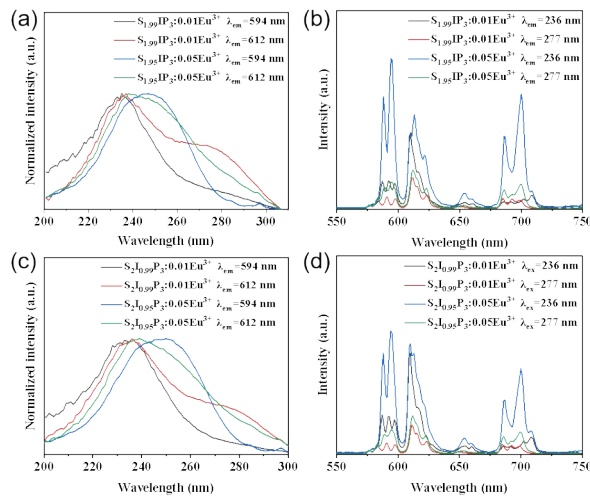 (a)
S1.99IP3:0.01Eu3+ λem=594 nm
S1.99IP3:0.01Eu3+ λem=612 nm
S1.95IP3:0.05Eu3+ λem=594 nm
S1.95IP3:0.05Eu3+ λem=612 nm
Normalized intensity (a.u.)
200 220 240 260 280 300
Wavelength (nm)
(b)
S1.99IP3:0.01Eu3+ λem=236 nm
S1.99IP3:0.01Eu3+ λem=277 nm
S1.95IP3:0.05Eu3+ λem=236 nm
S1.95IP3:0.05Eu3+ λem=277 nm
Intensity (a.u.)
550 600 650 700 750
Wavelength (nm)
(c)
S2I0.99P3:0.01Eu3+ λem=594 nm
S2I0.99P3:0.01Eu3+ λem=612 nm
S2I0.95P3:0.05Eu3+ λem=594 nm
S2I0.95P3:0.05Eu3+ λem=612 nm
Normalized intensity (a.u.)
200 220 240 260 280 300
Wavelength (nm)
(d)
S2I0.99P3:0.01Eu3+ λex=236 nm
S2I0.99P3:0.01Eu3+ λex=277 nm
S2I0.95P3:0.05Eu3+ λex=236 nm
S2I0.95P3:0.05Eu3+ λex=277 nm
Intensity (a.u.)
550 600 650 700 750
Wavelength (nm)